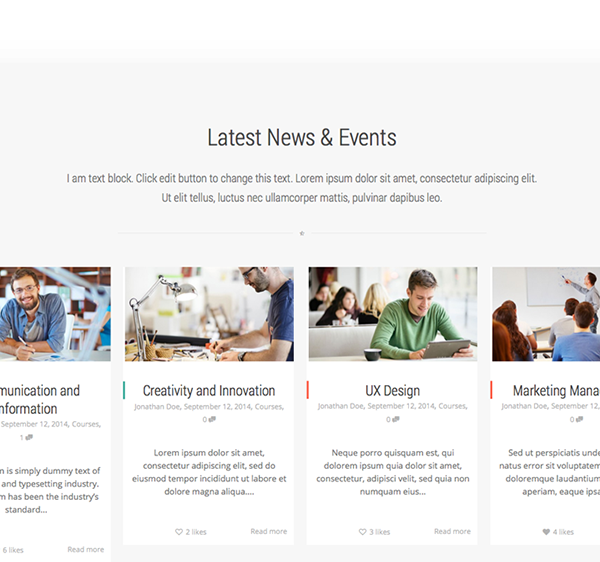 Latest News & Events
I am text block. Click edit button to change this text. Lorem ipsum dolor sit amet, consectetur adipiscing elit.
Ut elit tellus, luctus nec ullamcorper mattis, pulvinar dapibus leo.
munication and
nformation
September 12, 2014, Courses,
1
n is simply dummy text of
and typesetting industry.
m has been the industry's
standard...
6 likes
Read more
Creativity and Innovation
Jonathan Doe, September 12, 2014, Courses,
0
Lorem ipsum dolor sit amet,
consectetur adipiscing elit, sed do
eiusmod tempor incididunt ut labore et
dolore magna aliqua....
2 likes
Read more
UX Design
Jonathan Doe, September 12, 2014, Courses,
0
Neque porro quisquam est, qui
dolorem ipsum quia dolor sit amet,
consectetur, adipisci velit, sed quia non
numquam eius...
3 likes
Read more
Marketing Mana
Jonathan Doe, September 12, 201
0
Sed ut perspiciatis unde
natus error sit voluptatem
doloremque laudantium
aperiam, eaque ipsa
4 likes